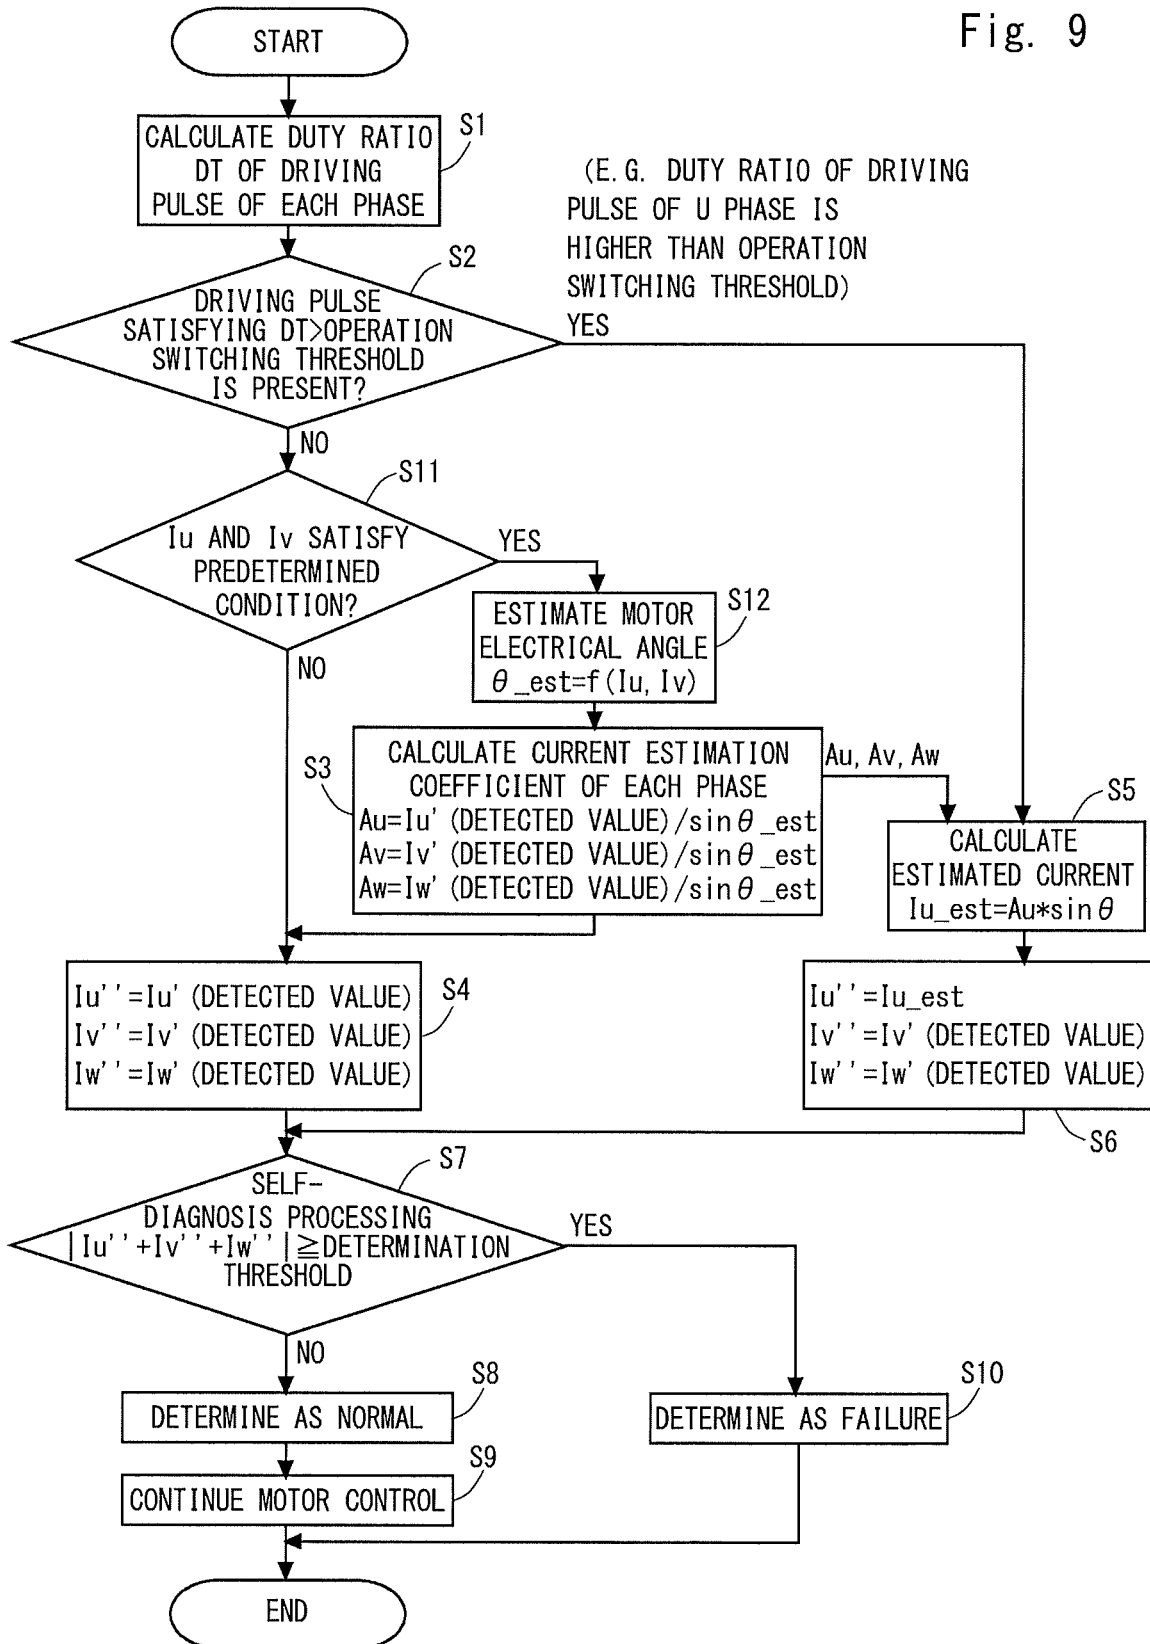 Fig. 9
START
CALCULATE DUTY RATIO
DT OF DRIVING
PULSE OF EACH PHASE
S1
(E.G. DUTY RATIO OF DRIVING
PULSE OF U PHASE IS
HIGHER THAN OPERATION
SWITCHING THRESHOLD)
S2
DRIVING PULSE
SATISFYING DT>OPERATION
SWITCHING THRESHOLD
IS PRESENT?
YES
NO
S11
Iu AND Iv SATISFY
PREDETERMINED
CONDITION?
YES
NO
S12
ESTIMATE MOTOR
ELECTRICAL ANGLE
θ_est=f(Iu, Iv)
S3
CALCULATE CURRENT ESTIMATION
COEFFICIENT OF EACH PHASE
Au=Iu' (DETECTED VALUE)/sinθ_est
Av=Iv' (DETECTED VALUE)/sinθ_est
Aw=Iw' (DETECTED VALUE)/sinθ_est
Au, Av, Aw
S5
CALCULATE
ESTIMATED CURRENT
Iu_est=Au*sinθ
Iu''=Iu' (DETECTED VALUE)
Iv''=Iv' (DETECTED VALUE)
Iw''=Iw' (DETECTED VALUE)
S4
Iu''=Iu_est
Iv''=Iv' (DETECTED VALUE)
Iw''=Iw' (DETECTED VALUE)
S6
S7
SELF-
DIAGNOSIS PROCESSING
|Iu''+Iv''+Iw''|≧DETERMINATION
THRESHOLD
YES
NO
S8
DETERMINE AS NORMAL
S10
DETERMINE AS FAILURE
S9
CONTINUE MOTOR CONTROL
END